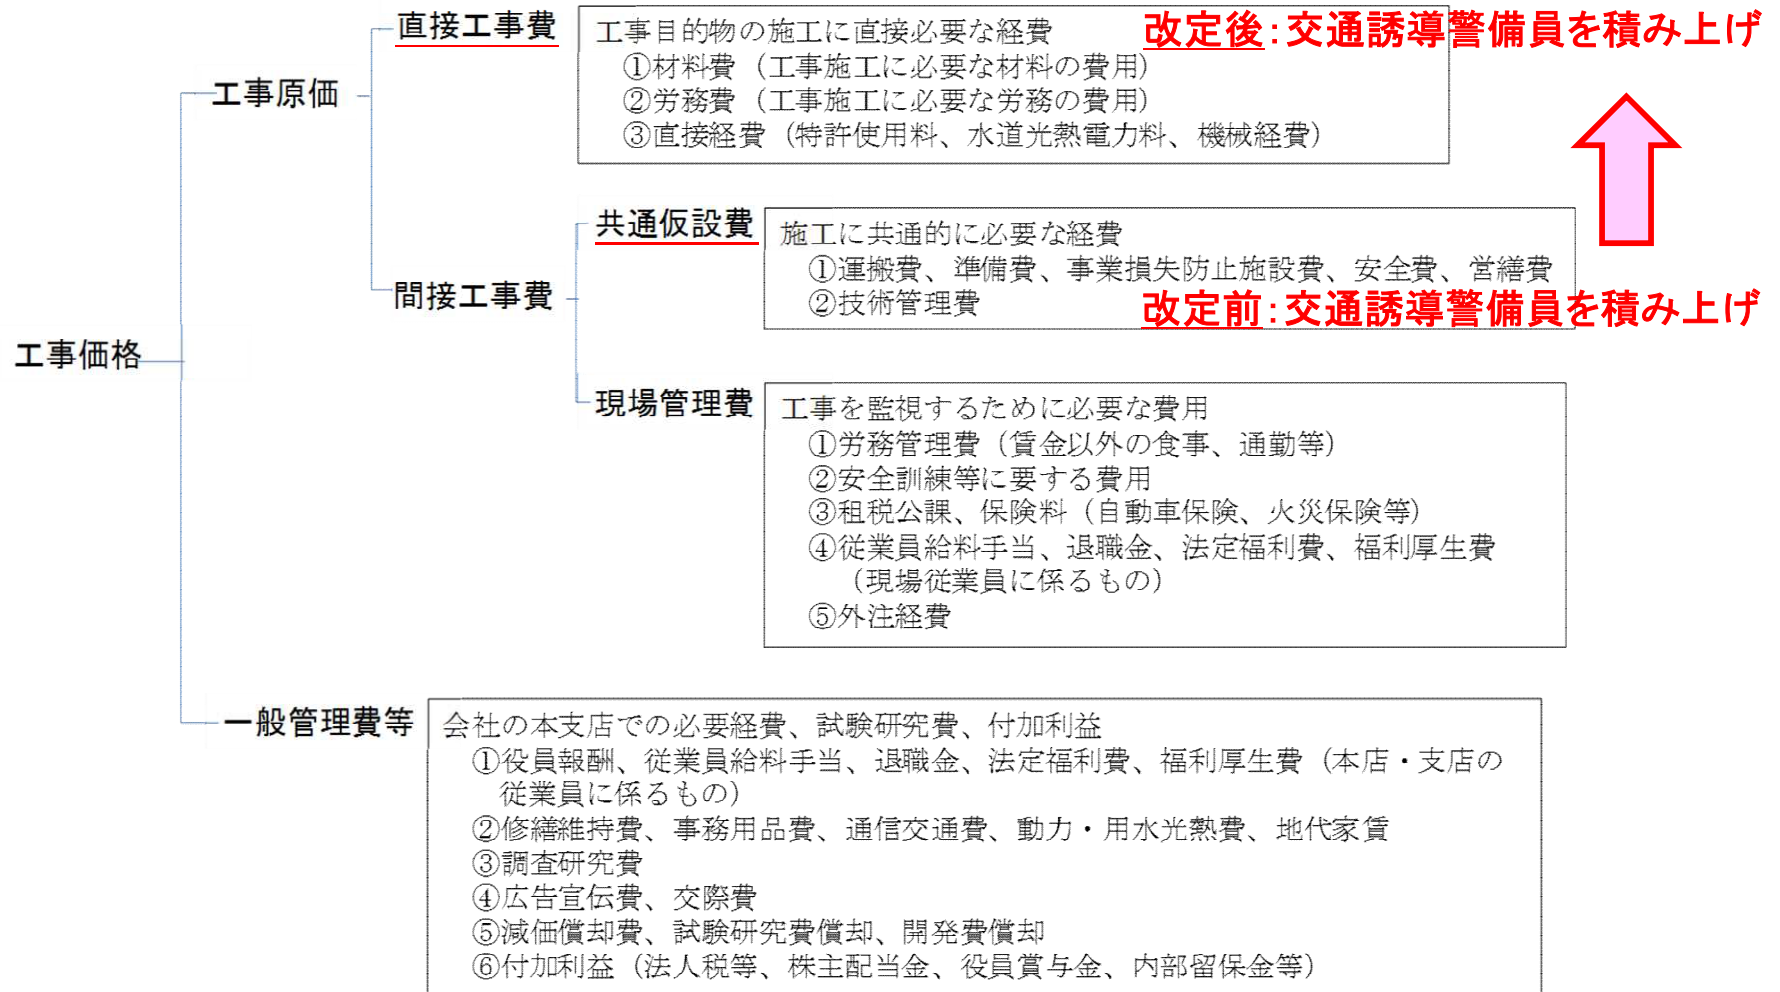 直接工事費
工事目的物の施工に直接必要な経費
改定後：交通誘導警備員を積み上げ
①材料費（工事施工に必要な材料の費用）
②労務費（工事施工に必要な労務の費用）
③直接経費（特許使用料、水道光熱電力料、機械経費）
工事原価
共通仮設費
施工に共通的に必要な経費
①運搬費、準備費、事業損失防止施設費、安全費、営繕費
②技術管理費
改定前：交通誘導警備員を積み上げ
間接工事費
工事価格
現場管理費
工事を監視するために必要な費用
①労務管理費（賃金以外の食事、通勤等）
②安全訓練等に要する費用
③租税公課、保険料（自動車保険、火災保険等）
④従業員給料手当、退職金、法定福利費、福利厚生費
（現場従業員に係るもの）
⑤外注経費
一般管理費等
会社の本支店での必要経費、試験研究費、付加利益
①役員報酬、従業員給料手当、退職金、法定福利費、福利厚生費（本店・支店の
従業員に係るもの）
②修繕維持費、事務用品費、通信交通費、動力・用水光熱費、地代家賃
③調査研究費
④広告宣伝費、交際費
⑤減価償却費、試験研究費償却、開発費償却
⑥付加利益（法人税等、株主配当金、役員賞与金、内部留保金等）